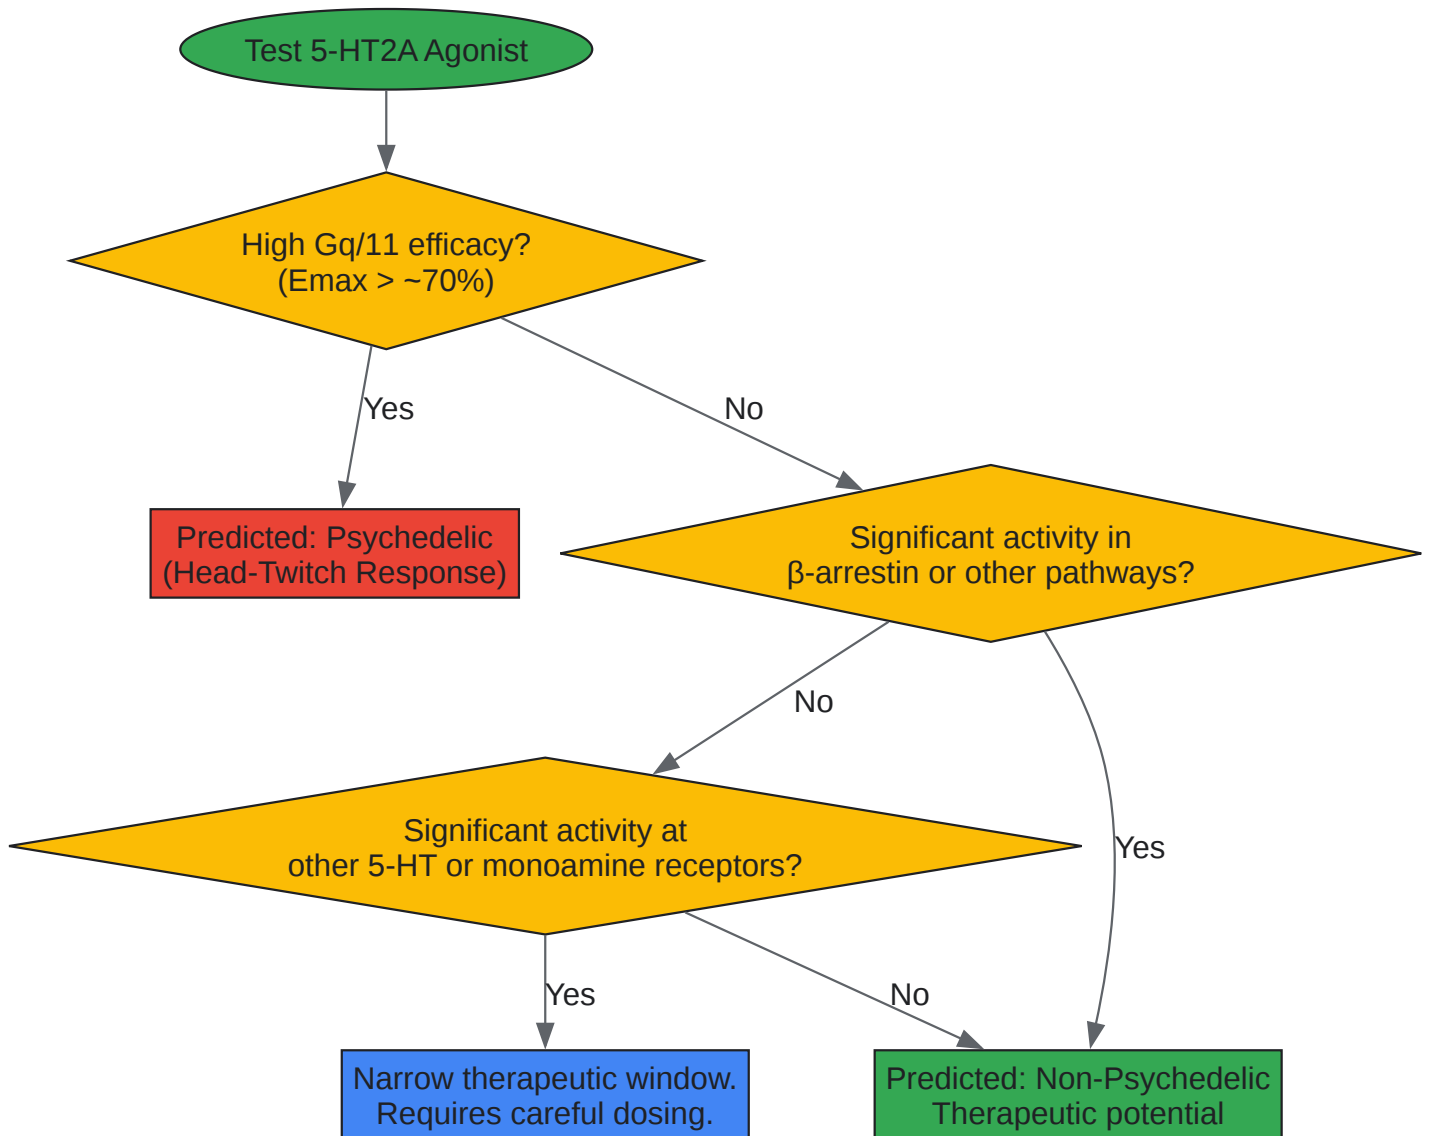 Test 5-HT2A Agonist
High Gq/11 efficacy?
(Emax > ~70%)
Yes
No
Predicted: Psychedelic
(Head-Twitch Response)
Significant activity in
β-arrestin or other pathways?
No
Yes
Significant activity at
other 5-HT or monoamine receptors?
Yes
No
Narrow therapeutic window.
Requires careful dosing.
Predicted: Non-Psychedelic
Therapeutic potential